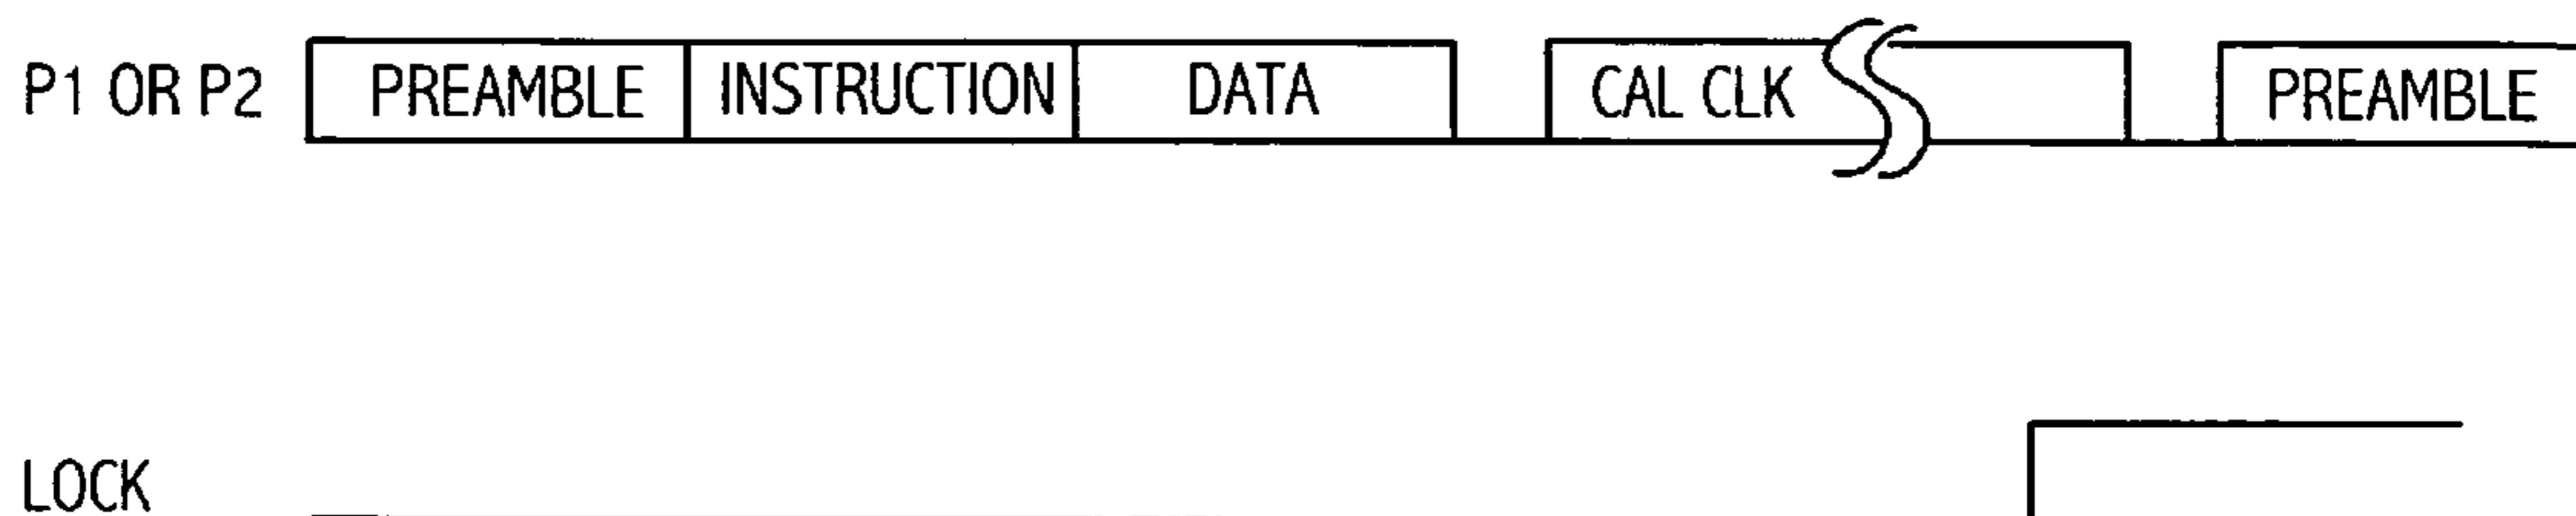 P1 OR P2 PREAMBLE INSTRUCTION DATA CAL CLK PREAMBLE
LOCK